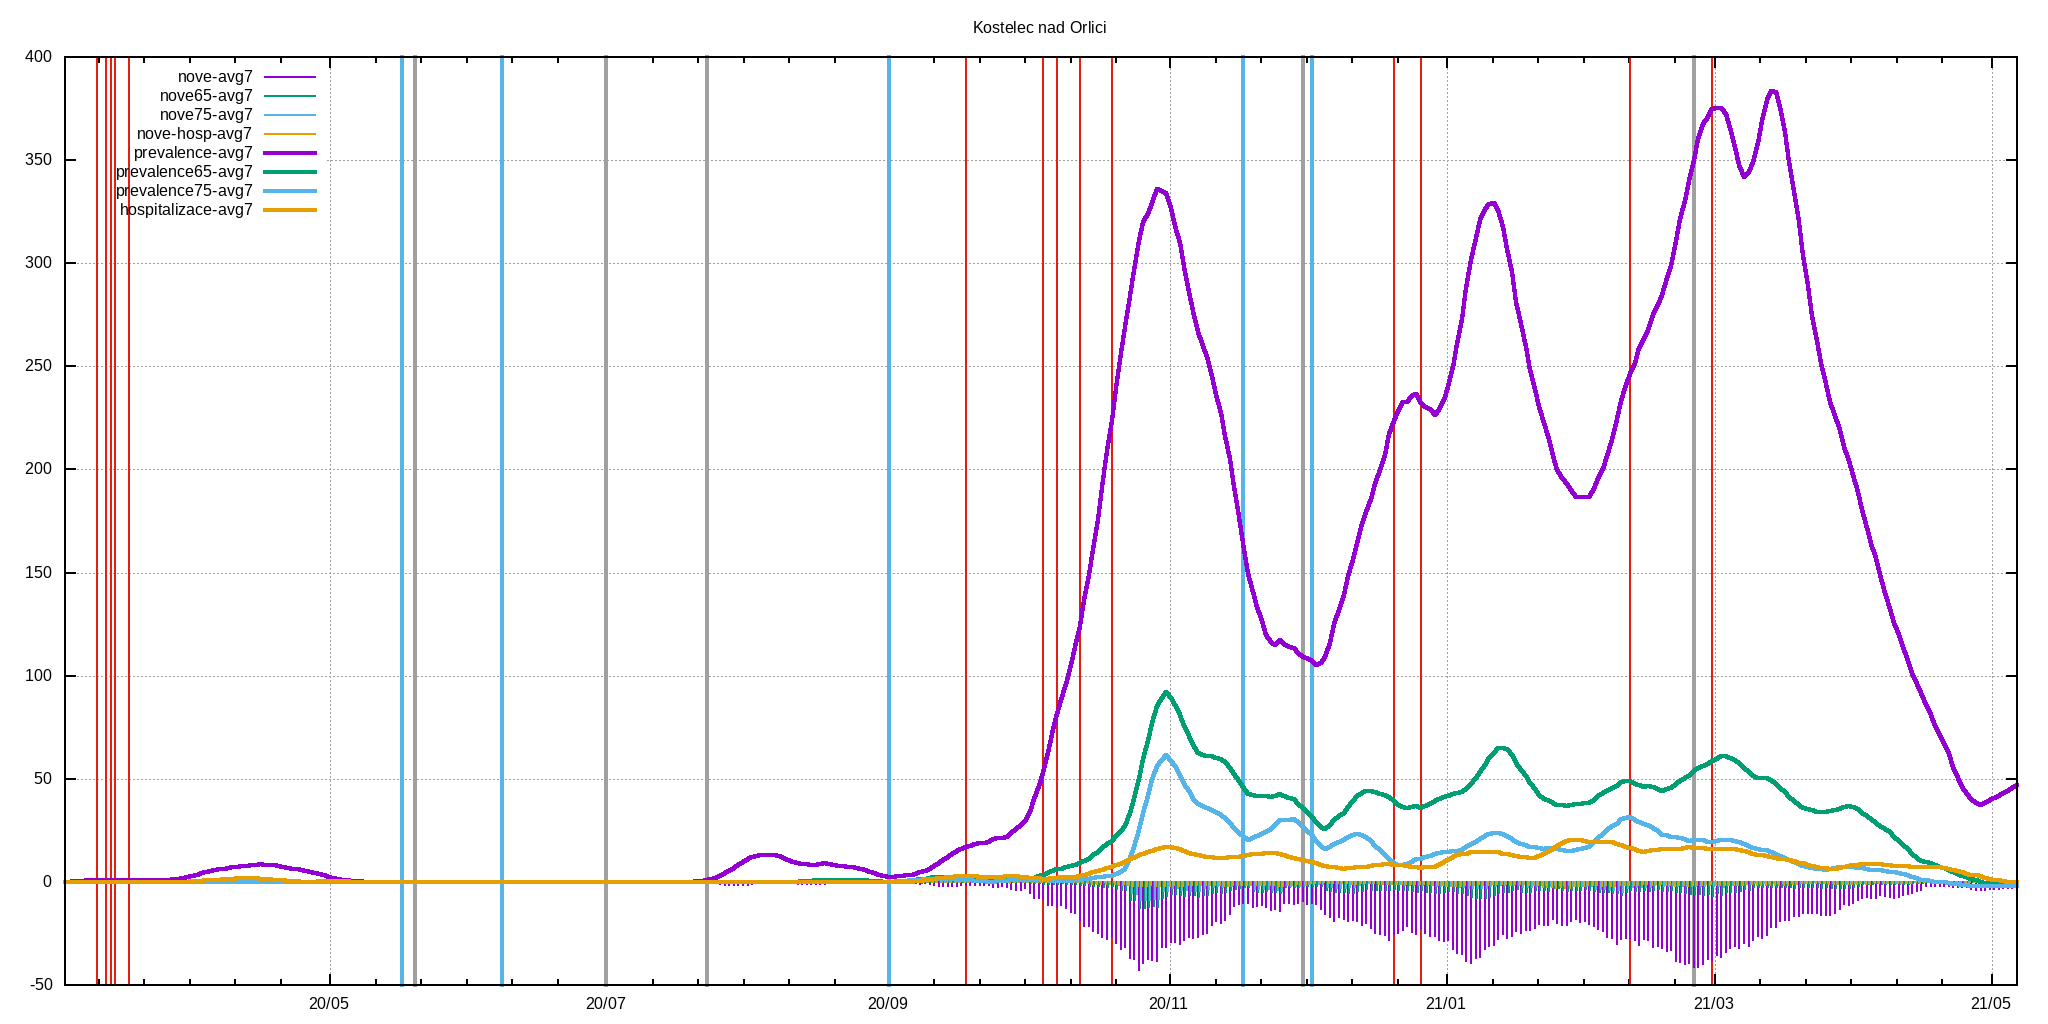 Kostelec nad Orlici
400
350
300
250
200
150
100
50
0
-50
nove-avg7
nove65-avg7
nove75-avg7
nove-hosp-avg7
prevalence-avg7
prevalence65-avg7
prevalence75-avg7
hospitalizace-avg7
20/05
20/07
20/09
20/11
21/01
21/03
21/05